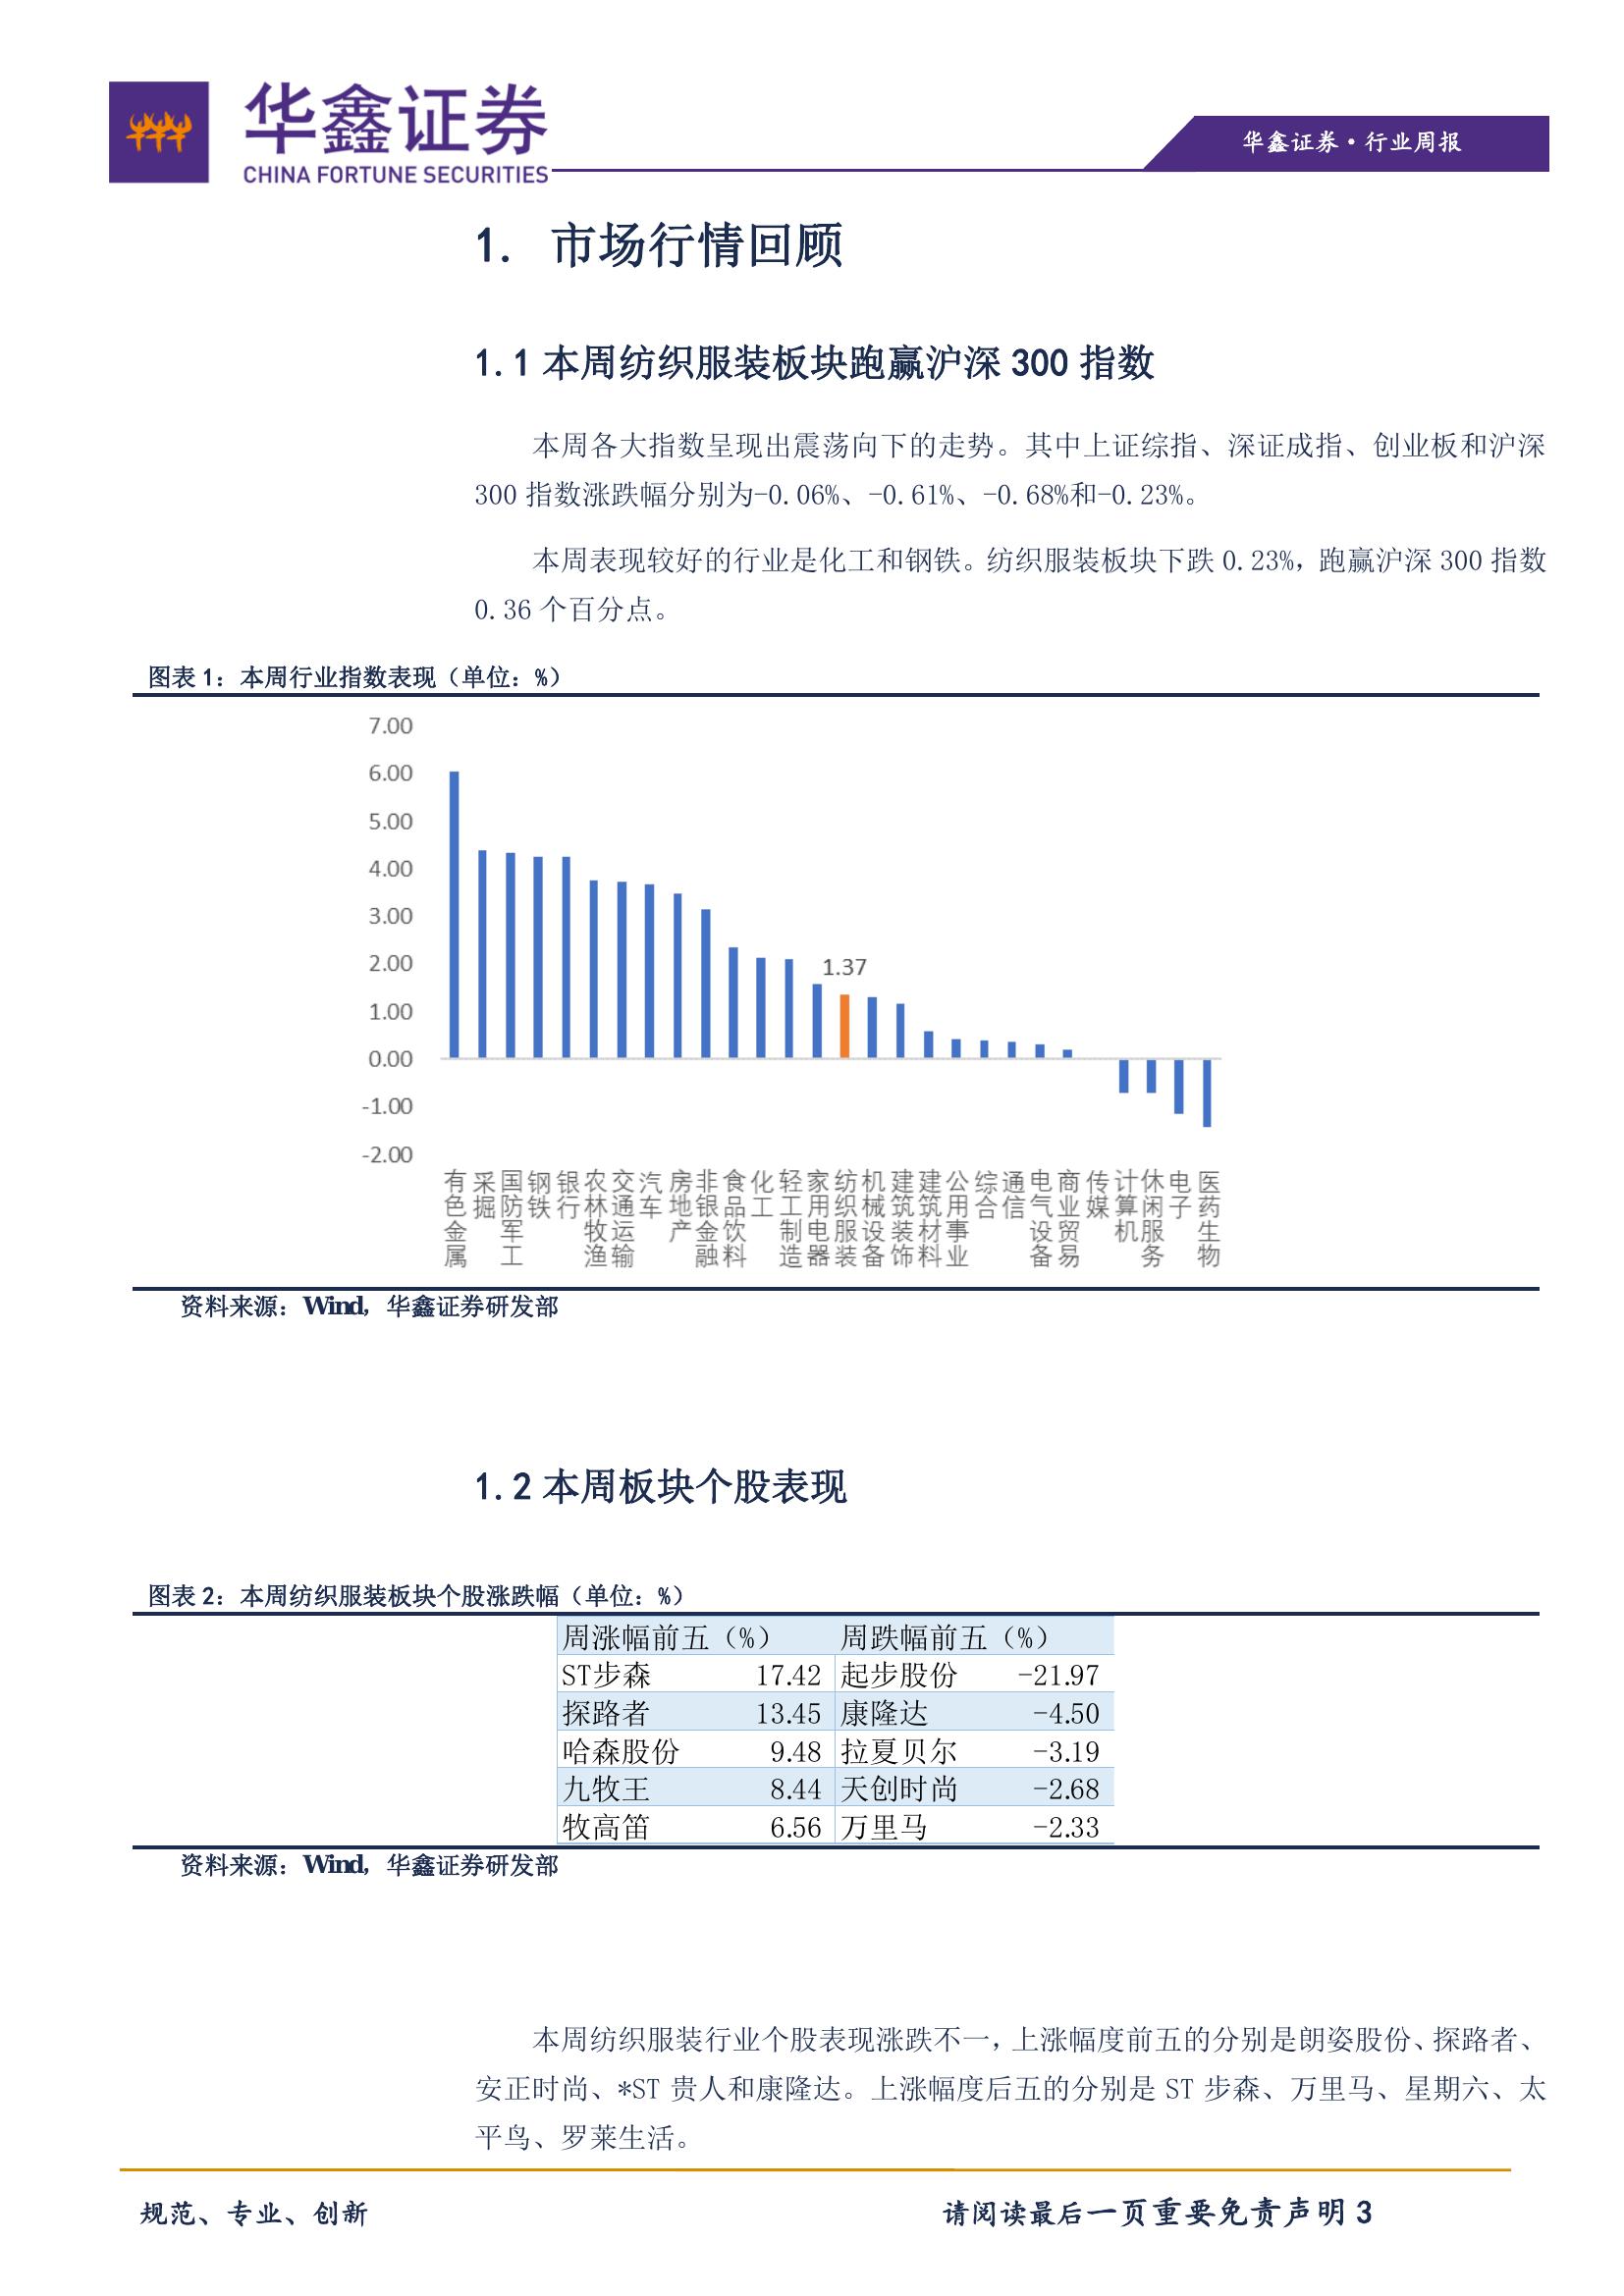 华鑫证券
CHINA FORTUNE SECURITIES
华鑫证券·行业周报
1. 市场行情回顾
1.1 本周纺织服装板块跑赢沪深 300 指数
本周各大指数呈现出震荡向下的走势。其中上证综指、深证成指、创业板和沪深
300 指数涨跌幅分别为-0.06%、-0.61%、-0.68%和-0.23%。
本周表现较好的行业是化工和钢铁。纺织服装板块下跌 0.23%，跑赢沪深 300 指数
0.36 个百分点。
图表 1：本周行业指数表现（单位：%）
7.00
6.00
5.00
4.00
3.00
2.00
1.00
0.00
-1.00
-2.00
1.37
有色金属 采掘 国防军工 钢铁 银行 农林牧渔 交通运输 汽车 房地产 非银金融 食品饮料 化工 轻工制造 家用电器 纺织服装 机械设备 建筑装饰 建筑材料 公用事业 综合 通信 电气设备 商业贸易 传媒 计算机 休闲服务 电子 医药生物
资料来源：Wind，华鑫证券研发部
1.2 本周板块个股表现
图表 2：本周纺织服装板块个股涨跌幅（单位：%）
周涨幅前五（%） 周跌幅前五（%）
ST步森 17.42 起步股份 -21.97
探路者 13.45 康隆达 -4.50
哈森股份 9.48 拉夏贝尔 -3.19
九牧王 8.44 天创时尚 -2.68
牧高笛 6.56 万里马 -2.33
资料来源：Wind，华鑫证券研发部
本周纺织服装行业个股表现涨跌不一，上涨幅度前五的分别是朗姿股份、探路者、
安正时尚、*ST 贵人和康隆达。上涨幅度后五的分别是 ST 步森、万里马、星期六、太
平鸟、罗莱生活。
规范、专业、创新
请阅读最后一页重要免责声明 3